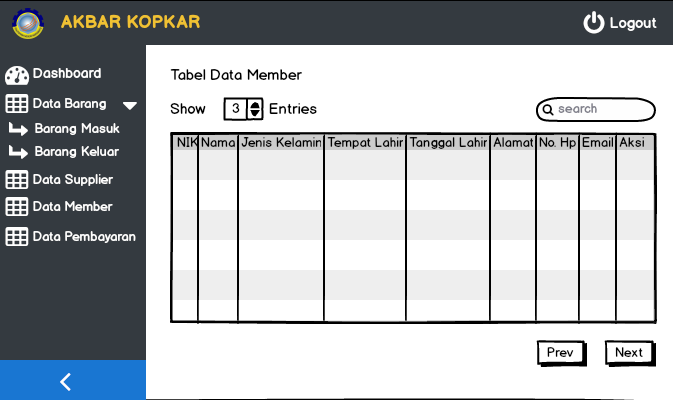 AKBAR KOPKAR
Logout
Dashboard
Data Barang
Barang Masuk
Barang Keluar
Data Supplier
Data Member
Data Pembayaran
Tabel Data Member
Show 3 Entries
search
NIK Nama Jenis Kelamin Tempat Lahir Tanggal Lahir Alamat No. Hp Email Aksi
Prev Next